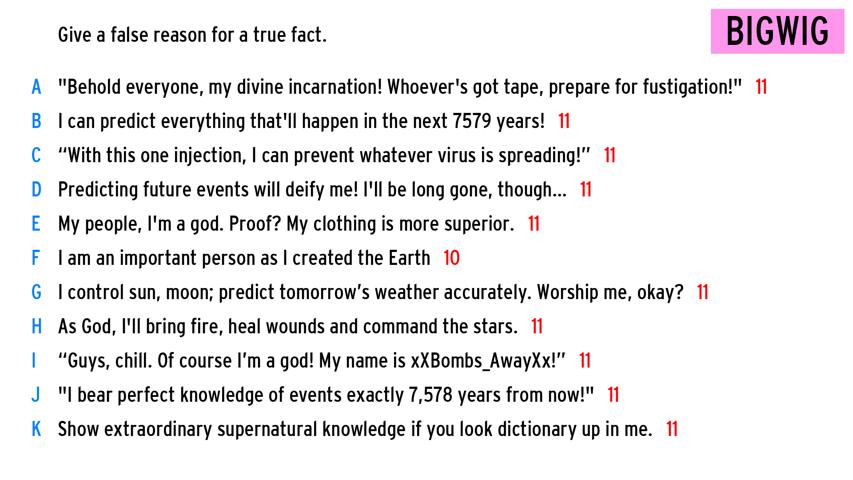 Give a false reason for a true fact.
BIGWIG
A "Behold everyone, my divine incarnation! Whoever's got tape, prepare for fustigation!" 11
B I can predict everything that'll happen in the next 7579 years! 11
C “With this one injection, I can prevent whatever virus is spreading!” 11
D Predicting future events will deify me! I'll be long gone, though... 11
E My people, I'm a god. Proof? My clothing is more superior. 11
F I am an important person as I created the Earth 10
G I control sun, moon; predict tomorrow’s weather accurately. Worship me, okay? 11
H As God, I'll bring fire, heal wounds and command the stars. 11
I “Guys, chill. Of course I’m a god! My name is xXBombs_AwayXx!” 11
J "I bear perfect knowledge of events exactly 7,578 years from now!" 11
K Show extraordinary supernatural knowledge if you look dictionary up in me. 11